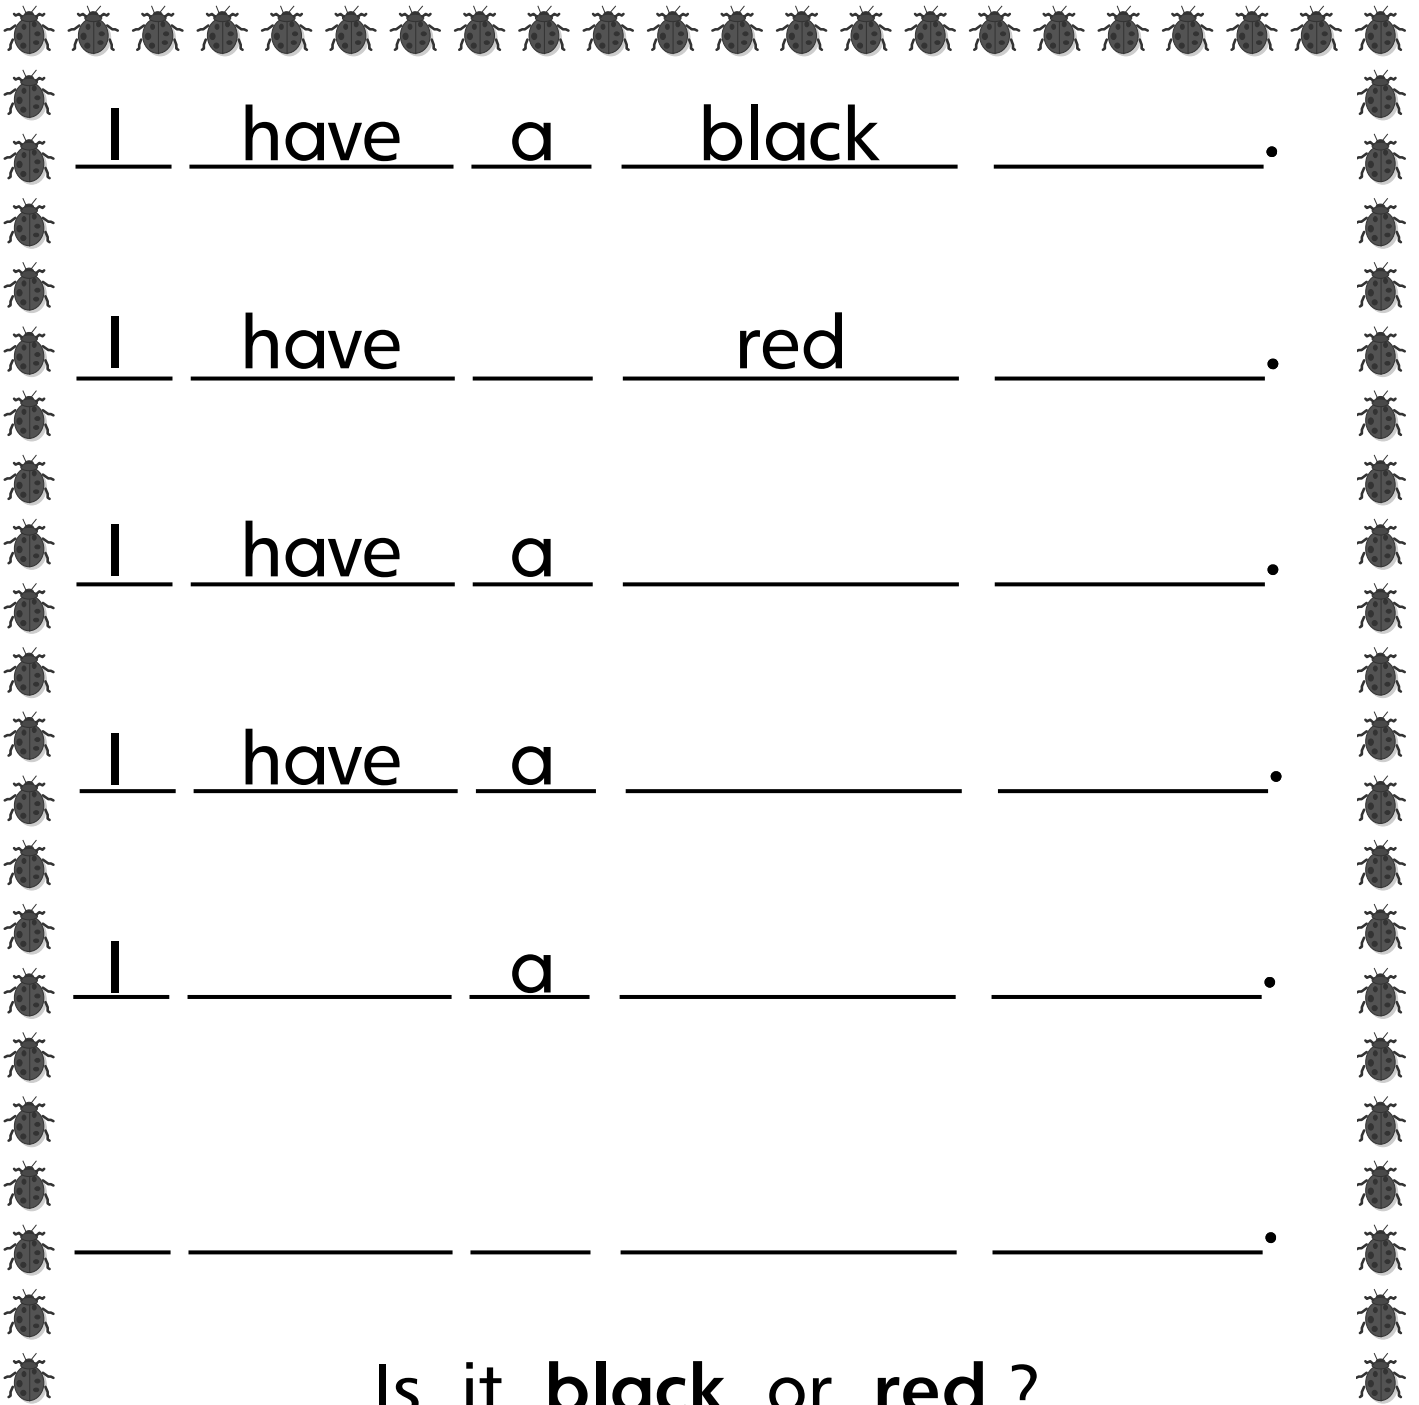 I have a black .
I have red .
I have a .
I have a .
I a .
.
Is it black or red ?